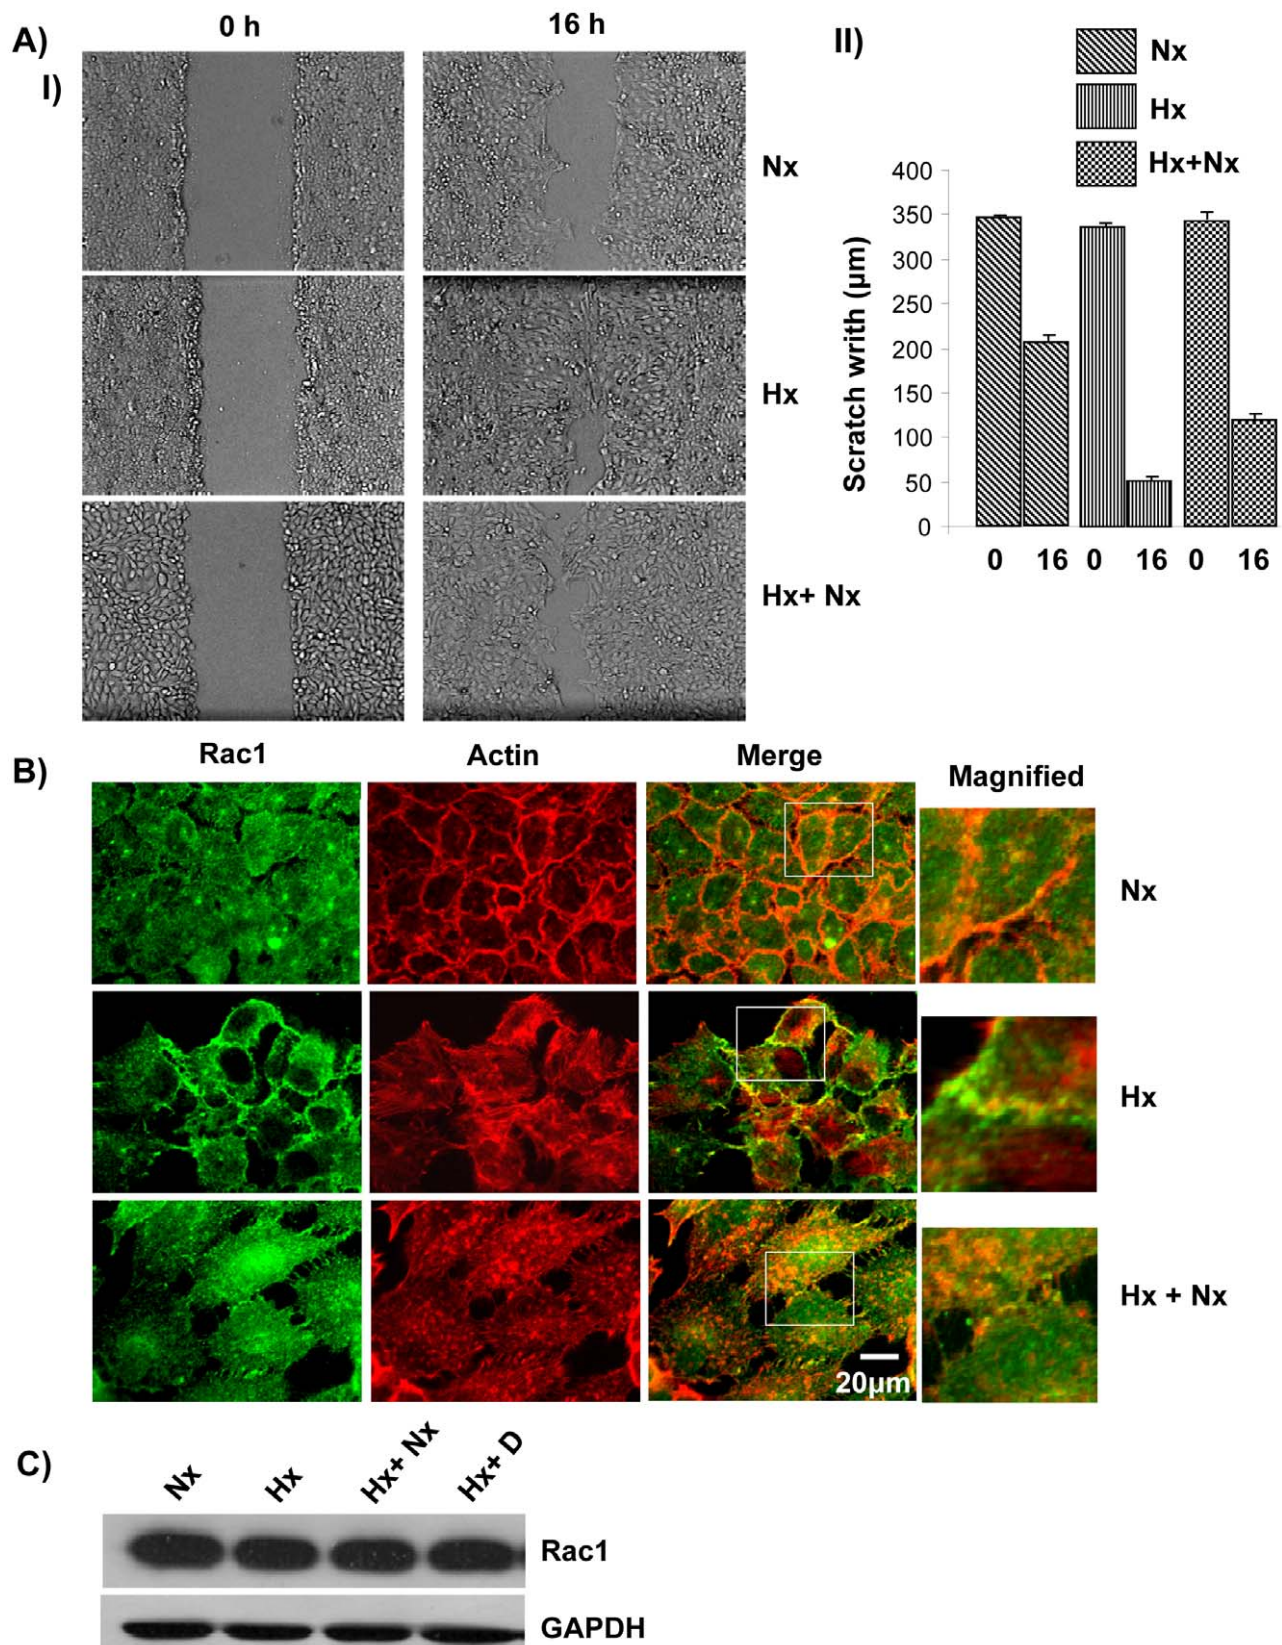 0 h 16 h
A)
I)
Nx
Hx
Hx+ Nx
II)
Nx
Hx
Hx+Nx
Scratch writh (µm)
400
350
300
250
200
150
100
50
0
0 16 0 16 0 16
B)
Rac1 Actin Merge Magnified
Nx
Hx
Hx + Nx
20µm
C)
Nx Hx Hx+ Nx Hx+ D
Rac1
GAPDH